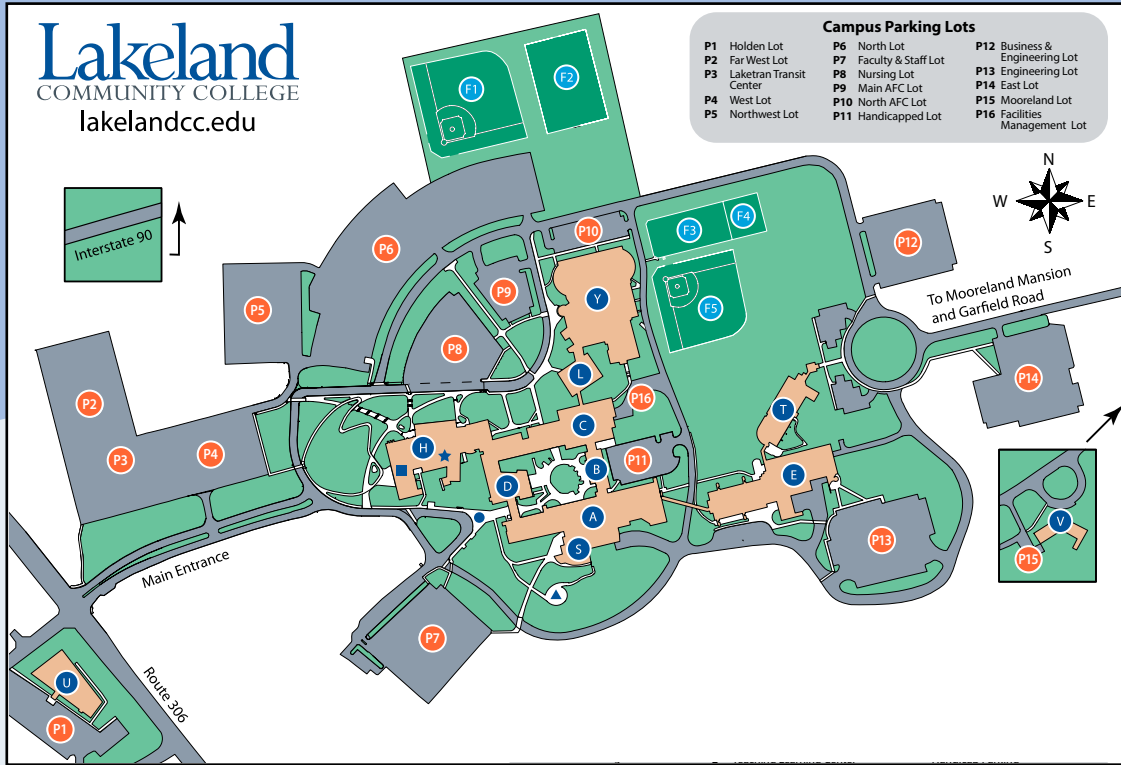 Lakeland
COMMUNITY COLLEGE
lakelandcc.edu
Campus Parking Lots
P1 Holden Lot
P2 Far West Lot
P3 Laketran Transit
Center
P4 West Lot
P5 Northwest Lot
P6 North Lot
P7 Faculty & Staff Lot
P8 Nursing Lot
P9 Main AFC Lot
P10 North AFC Lot
P11 Handicapped Lot
P12 Business &
Engineering Lot
P13 Engineering Lot
P14 East Lot
P15 Mooreland Lot
P16 Facilities
Management Lot
N
W E
S
F1
F2
F3
F4
F5
Interstate 90
P6
P10
P12
To Mooreland Mansion
and Garfield Road
P5
P9
Y
P8
L
P14
P2
P16
T
P3
P4
H
C
P11
B
E
D
A
S
P13
V
P15
Main Entrance
P7
Route 306
U
P1